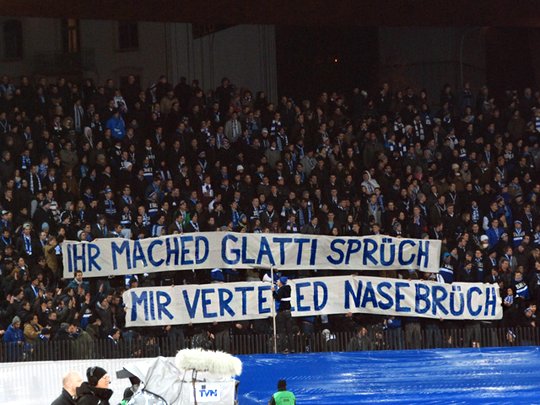 IHR MACHED GLATTI SPRÜCH
MIR VERTEILED NASEBRÜCH